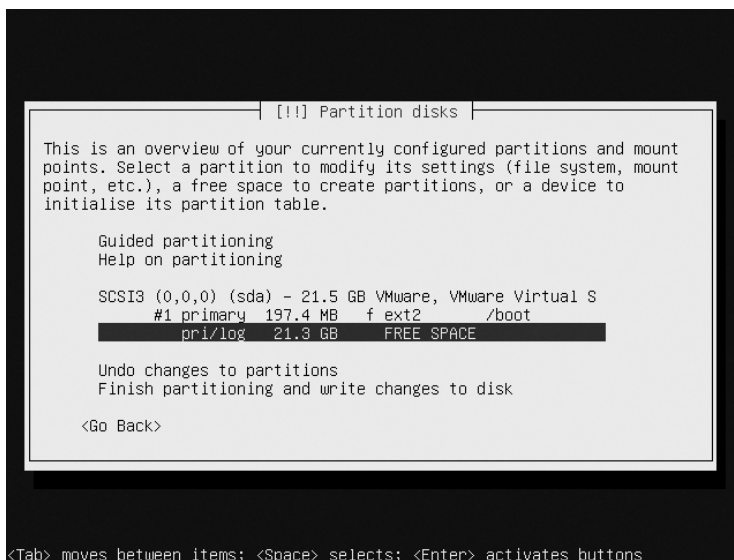 [!!] Partition disks
This is an overview of your currently configured partitions and mount
points. Select a partition to modify its settings (file system, mount
point, etc.), a free space to create partitions, or a device to
initialise its partition table.
Guided partitioning
Help on partitioning
SCSI3 (0,0,0) (sda) - 21.5 GB VMware, VMware Virtual S
#1 primary 197.4 MB f ext2 /boot
pri/log 21.3 GB FREE SPACE
Undo changes to partitions
Finish partitioning and write changes to disk
<Go Back>
<Tab> moves between items; <Space> selects; <Enter> activates buttons